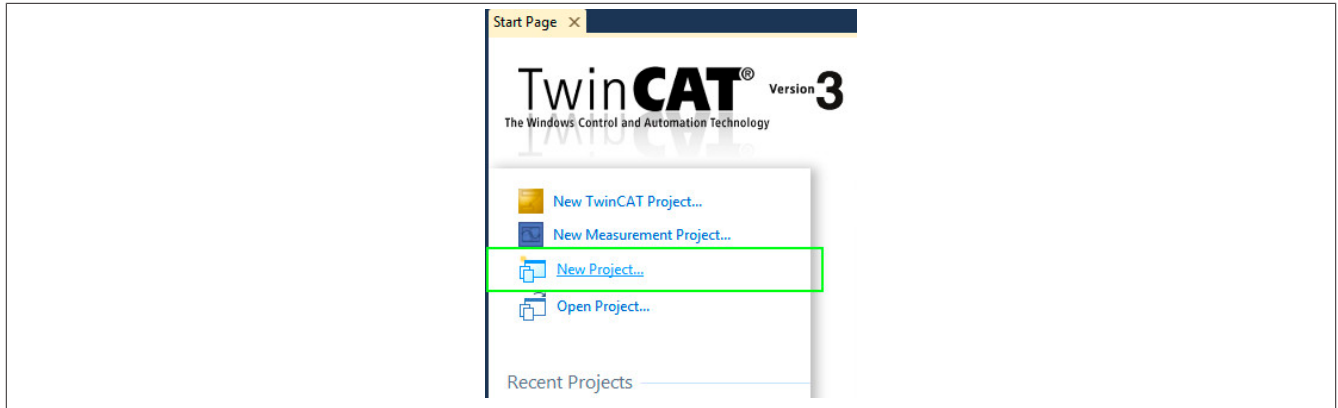 Start Page
TwinCAT® Version 3
The Windows Control and Automation Technology
New TwinCAT Project...
New Measurement Project...
New Project...
Open Project...
Recent Projects